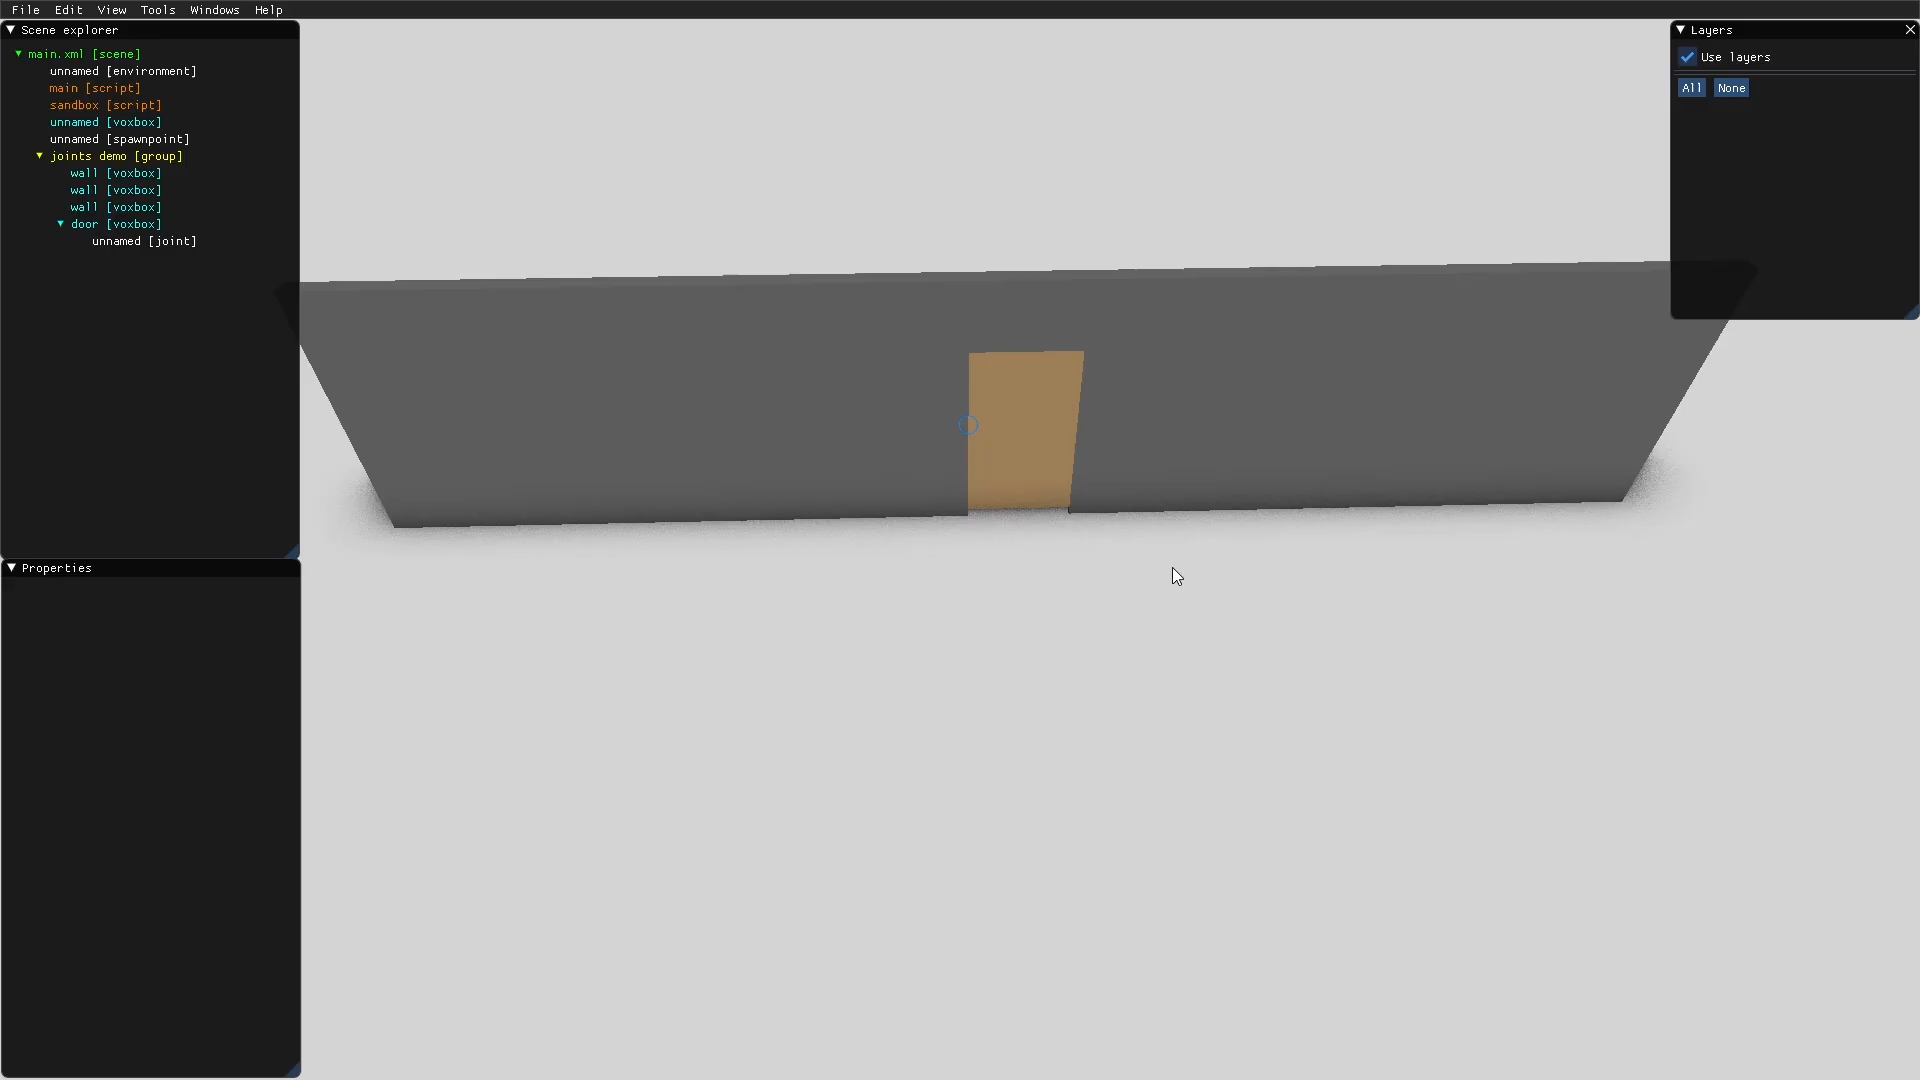 File Edit View Tools Windows Help
Scene explorer
main.xml [scene]
unnamed [environment]
main [script]
sandbox [script]
unnamed [voxbox]
unnamed [spawnpoint]
joints demo [group]
wall [voxbox]
wall [voxbox]
wall [voxbox]
door [voxbox]
unnamed [joint]
Properties
Layers
Use layers
All None